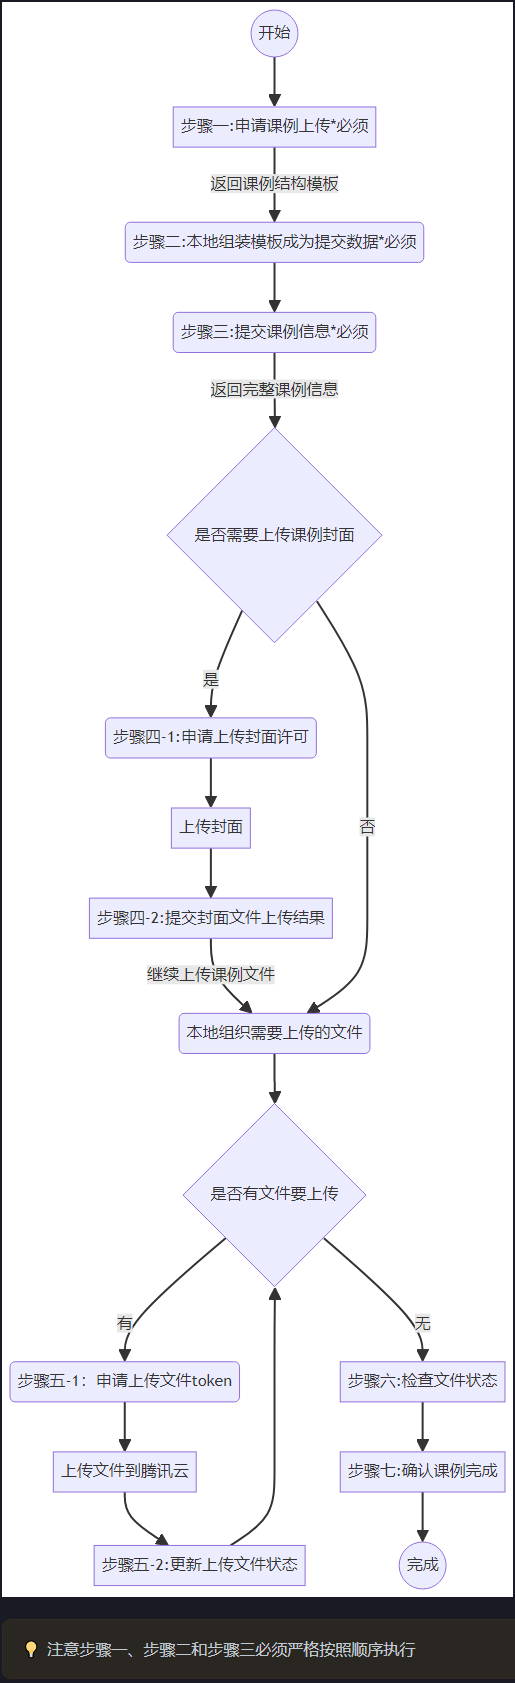 开始
步骤一:申请课例上传*必须
返回课例结构模板
步骤二:本地组装模板成为提交数据*必须
步骤三:提交课例信息*必须
返回完整课例信息
是否需要上传课例封面
是
步骤四-1:申请上传封面许可
上传封面
否
步骤四-2:提交封面文件上传结果
继续上传课例文件
本地组织需要上传的文件
是否有文件要上传
有
无
步骤五-1：申请上传文件token
步骤六:检查文件状态
上传文件到腾讯云
步骤七:确认课例完成
步骤五-2:更新上传文件状态
完成
注意步骤一、步骤二和步骤三必须严格按照顺序执行